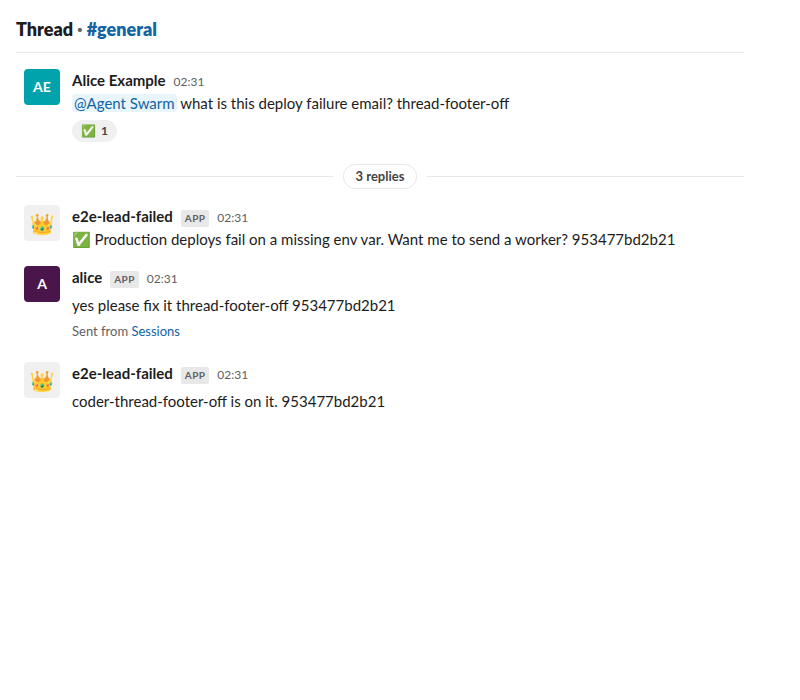 Thread • #general
AE
Alice Example 02:31
@Agent Swarm what is this deploy failure email? thread-footer-off
✅ 1
3 replies
e2e-lead-failed APP 02:31
✅ Production deploys fail on a missing env var. Want me to send a worker? 953477bd2b21
A
alice APP 02:31
yes please fix it thread-footer-off 953477bd2b21
Sent from Sessions
e2e-lead-failed APP 02:31
coder-thread-footer-off is on it. 953477bd2b21